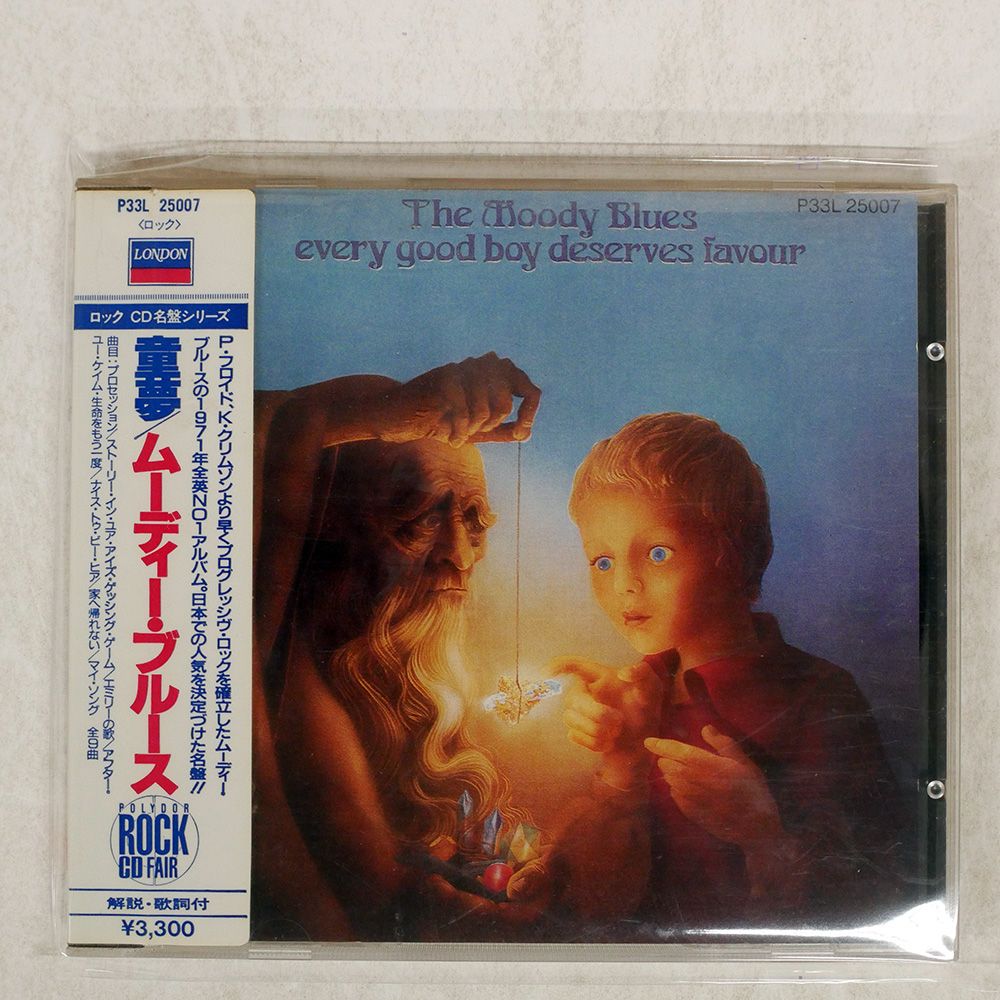 P33L 25007
〈ロック〉
LONDON
ロック CD名盤シリーズ
P・フロイド、K・クリムゾンより早くプログレッシヴ・ロックを確立したムーディー・
ブルースの1971年全英NO1アルバム。日本での人気を決定づけた名盤!!
童夢/ムーディー・ブルース
曲目:プロセッション/ストーリー・イン・ユア・アイズ・ゲッシング・ゲーム/エミリーの歌/アフター・
ユー・ケイム・生命をもう一度/ナイス・トゥ・ビー・ヒア/家へ帰れない/マイ・ソング 全9曲
POLYDOR
ROCK
CD FAIR
解説・歌詞付
¥3,300
The Moody Blues
every good boy deserves favour
P33L 25007